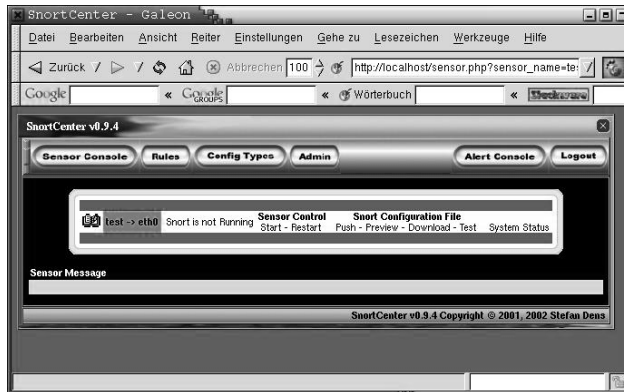 SnortCenter - Galeon
Datei Bearbeiten Ansicht Reiter Einstellungen Gehe zu Lesezeichen Werkzeuge Hilfe
Zurück Abbrechen 100 http://localhost/sensor.php?sensor_name=te
Google « Google GROUPS « Wörterbuch « Slackware
SnortCenter v0.9.4
Sensor Console Rules Config Types Admin Alert Console Logout
test -> eth0 Snort is not Running Sensor Control Snort Configuration File
Start - Restart Push - Preview - Download - Test System Status
Sensor Message
SnortCenter v0.9.4 Copyright © 2001, 2002 Stefan Dens